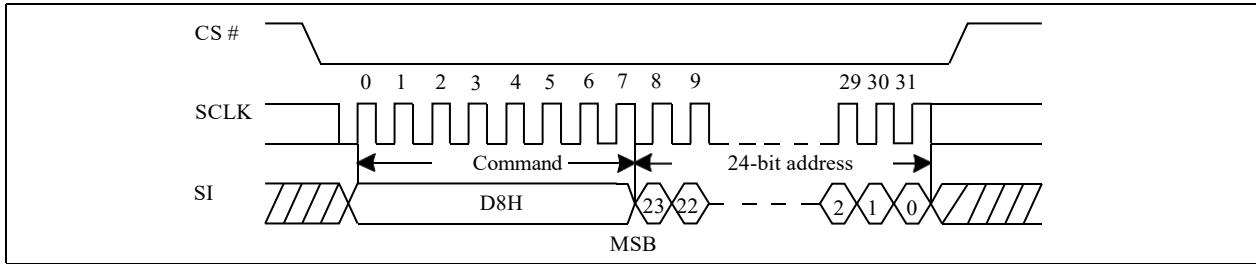 CS #
0 1 2 3 4 5 6 7 8 9 29 30 31
SCLK
Command 24-bit address
SI D8H 23 22 2 1 0
MSB